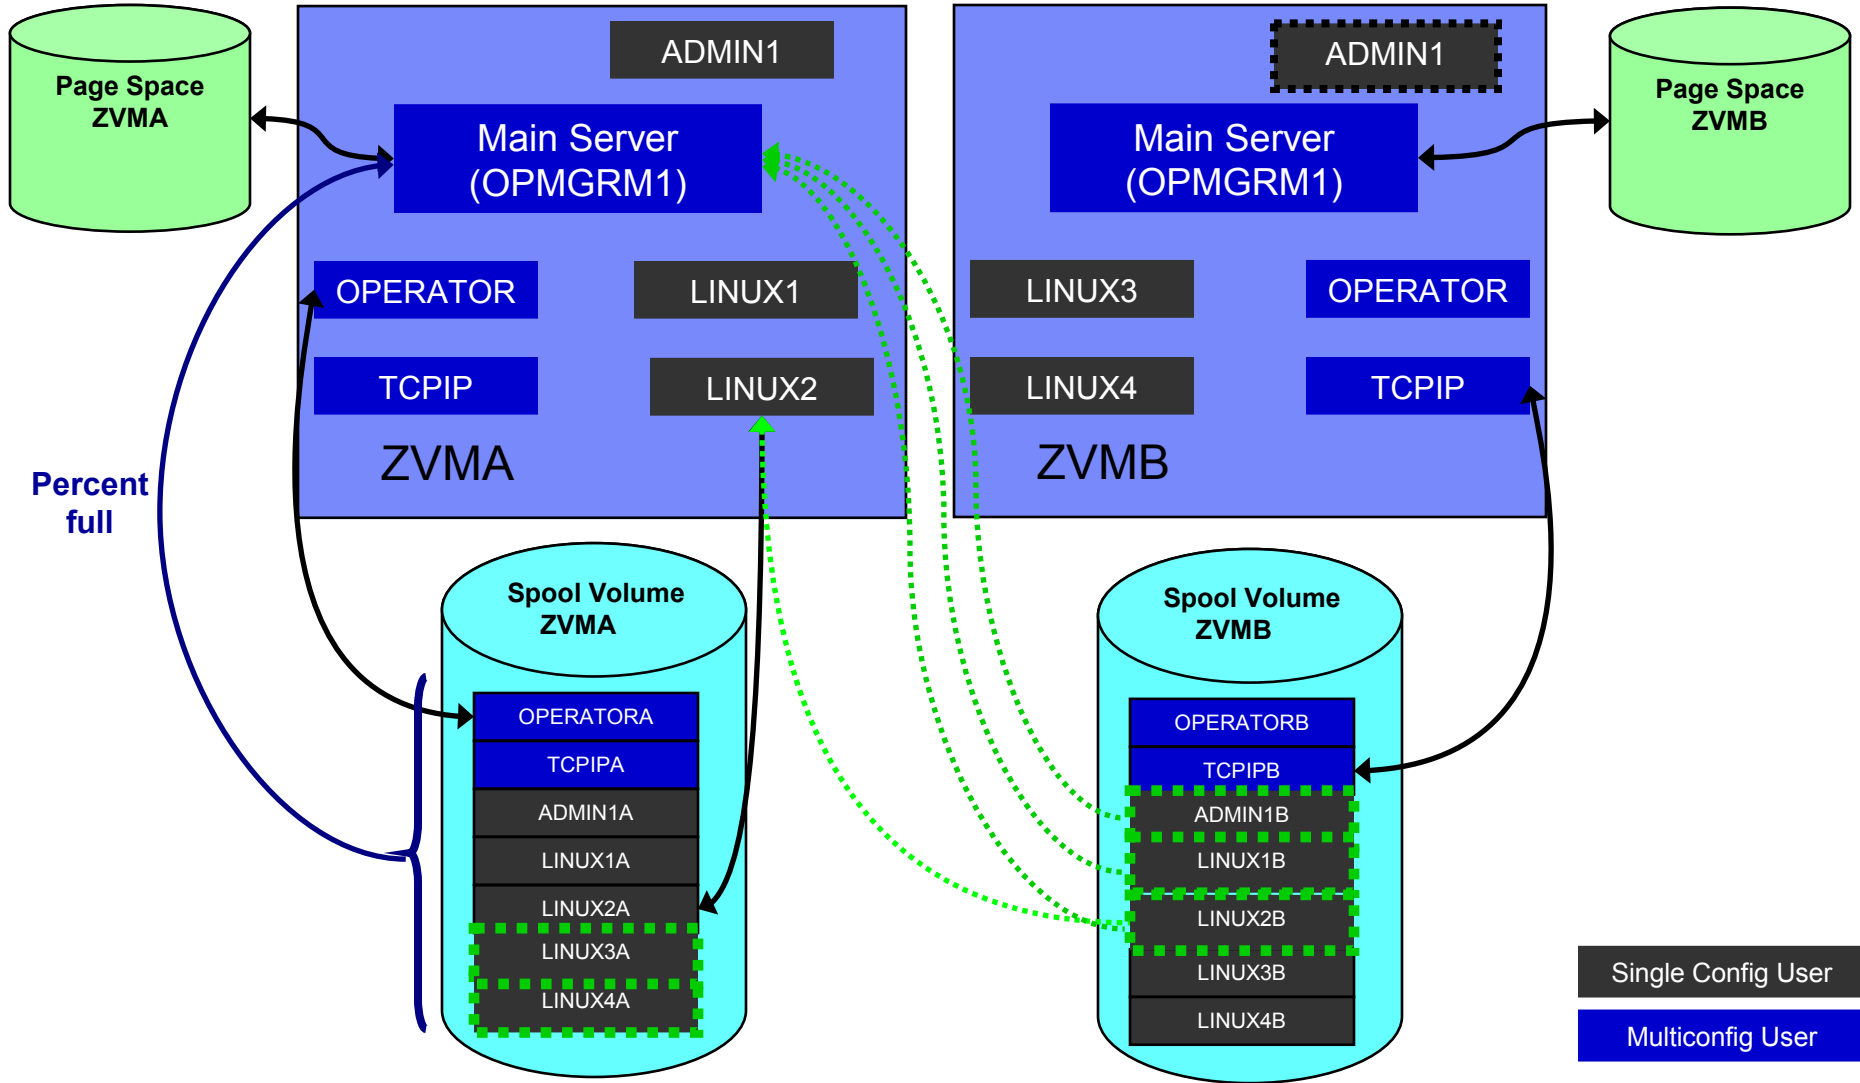 Page Space
ZVMA
ADMIN1
Main Server
(OPMGRM1)
OPERATOR
LINUX1
TCPIP
LINUX2
ZVMA
ADMIN1
Main Server
(OPMGRM1)
LINUX3
OPERATOR
LINUX4
TCPIP
ZVMB
Page Space
ZVMB
Percent
full
Spool Volume
ZVMA
OPERATORA
TCPIPA
ADMIN1A
LINUX1A
LINUX2A
LINUX3A
LINUX4A
Spool Volume
ZVMB
OPERATORB
TCPIPB
ADMIN1B
LINUX1B
LINUX2B
LINUX3B
LINUX4B
Single Config User
Multiconfig User